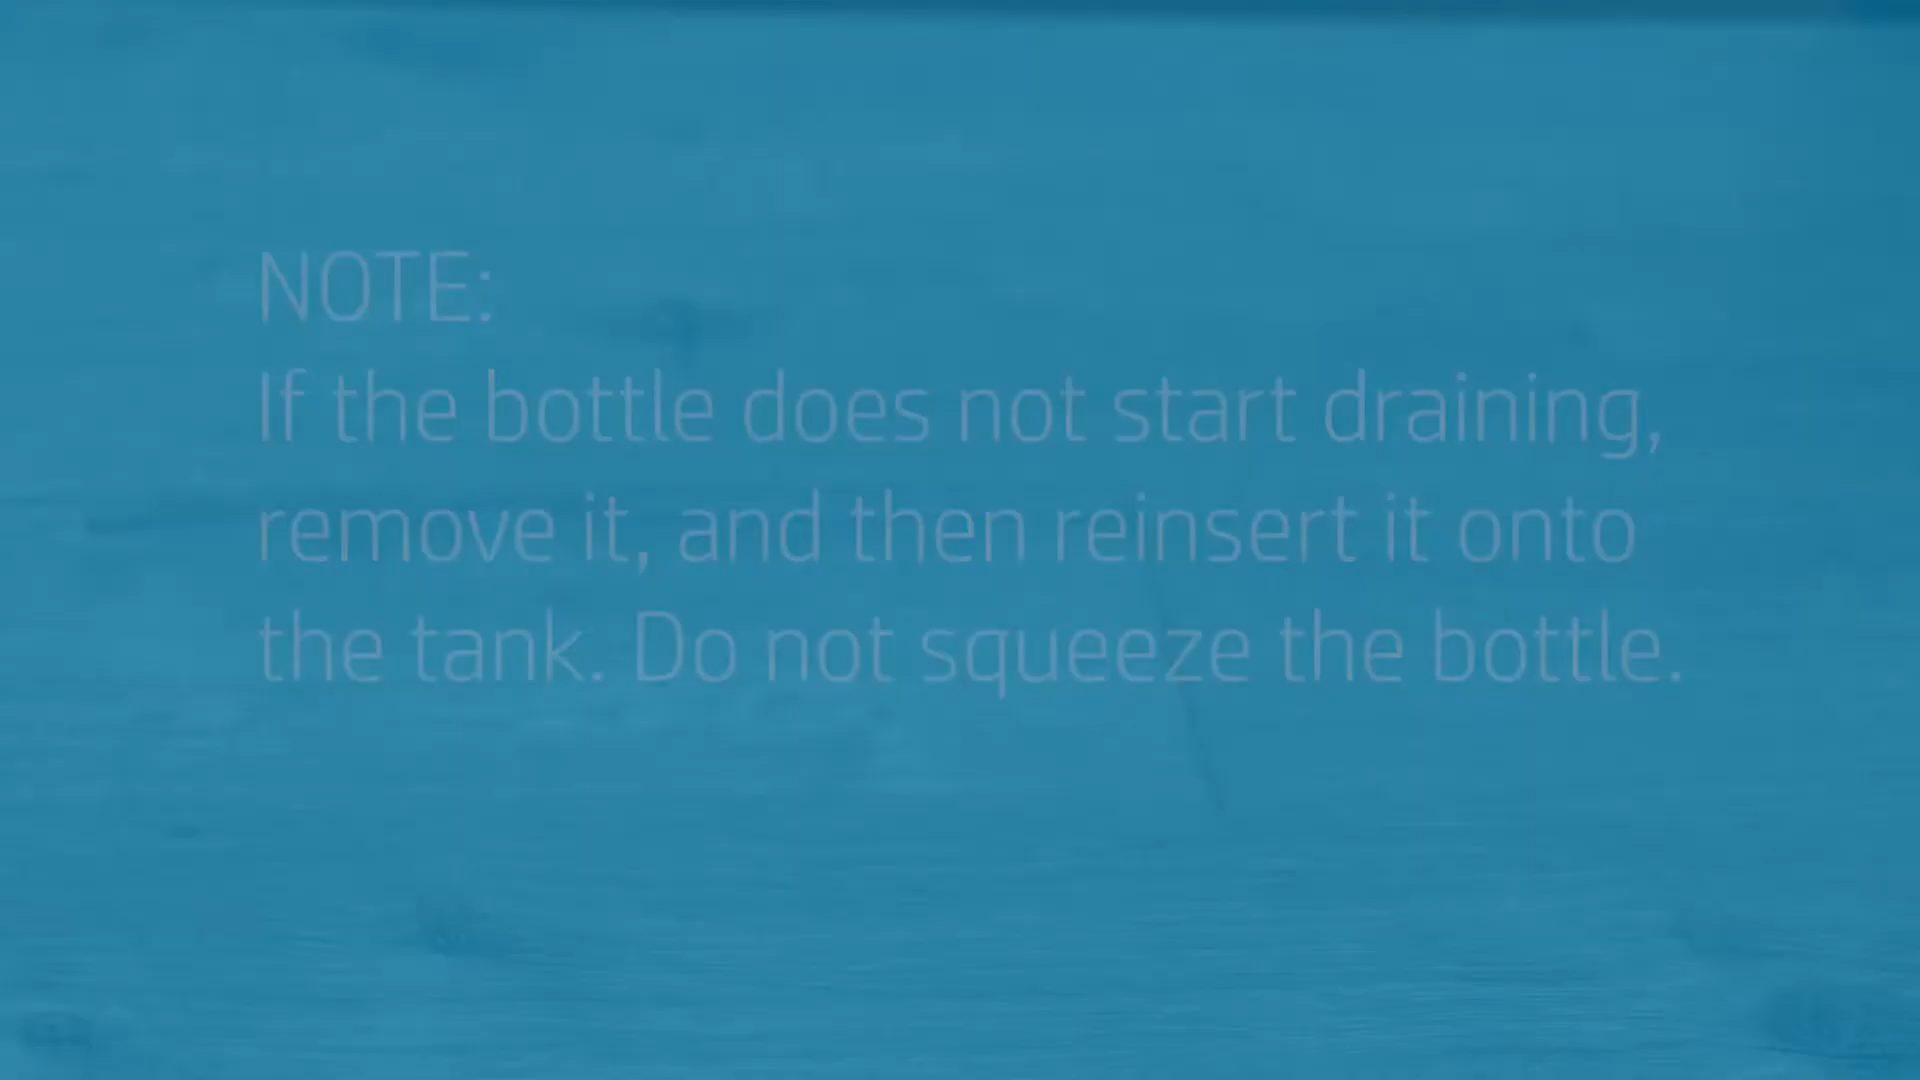 NOTE:
If the bottle does not start draining,
remove it, and then reinsert it onto
the tank. Do not squeeze the bottle.